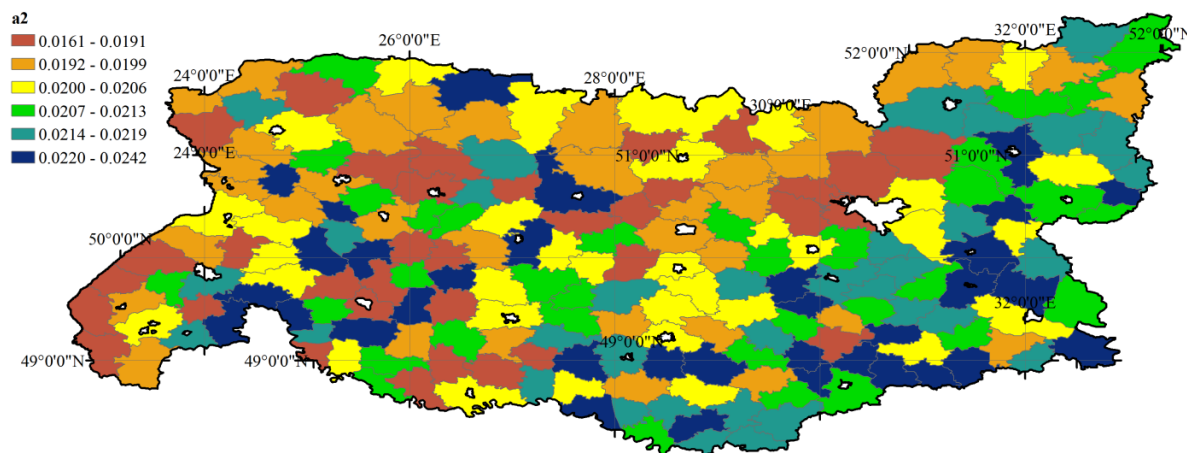 a2
0.0161 - 0.0191
0.0192 - 0.0199
0.0200 - 0.0206
0.0207 - 0.0213
0.0214 - 0.0219
0.0220 - 0.0242
24°0'0"E
26°0'0"E
28°0'0"E
30°0'0"E
32°0'0"E
52°0'0"N
52°0'0"N
24°0'0"E
51°0'0"N
51°0'0"N
50°0'0"N
32°0'0"E
49°0'0"N
49°0'0"N
49°0'0"N